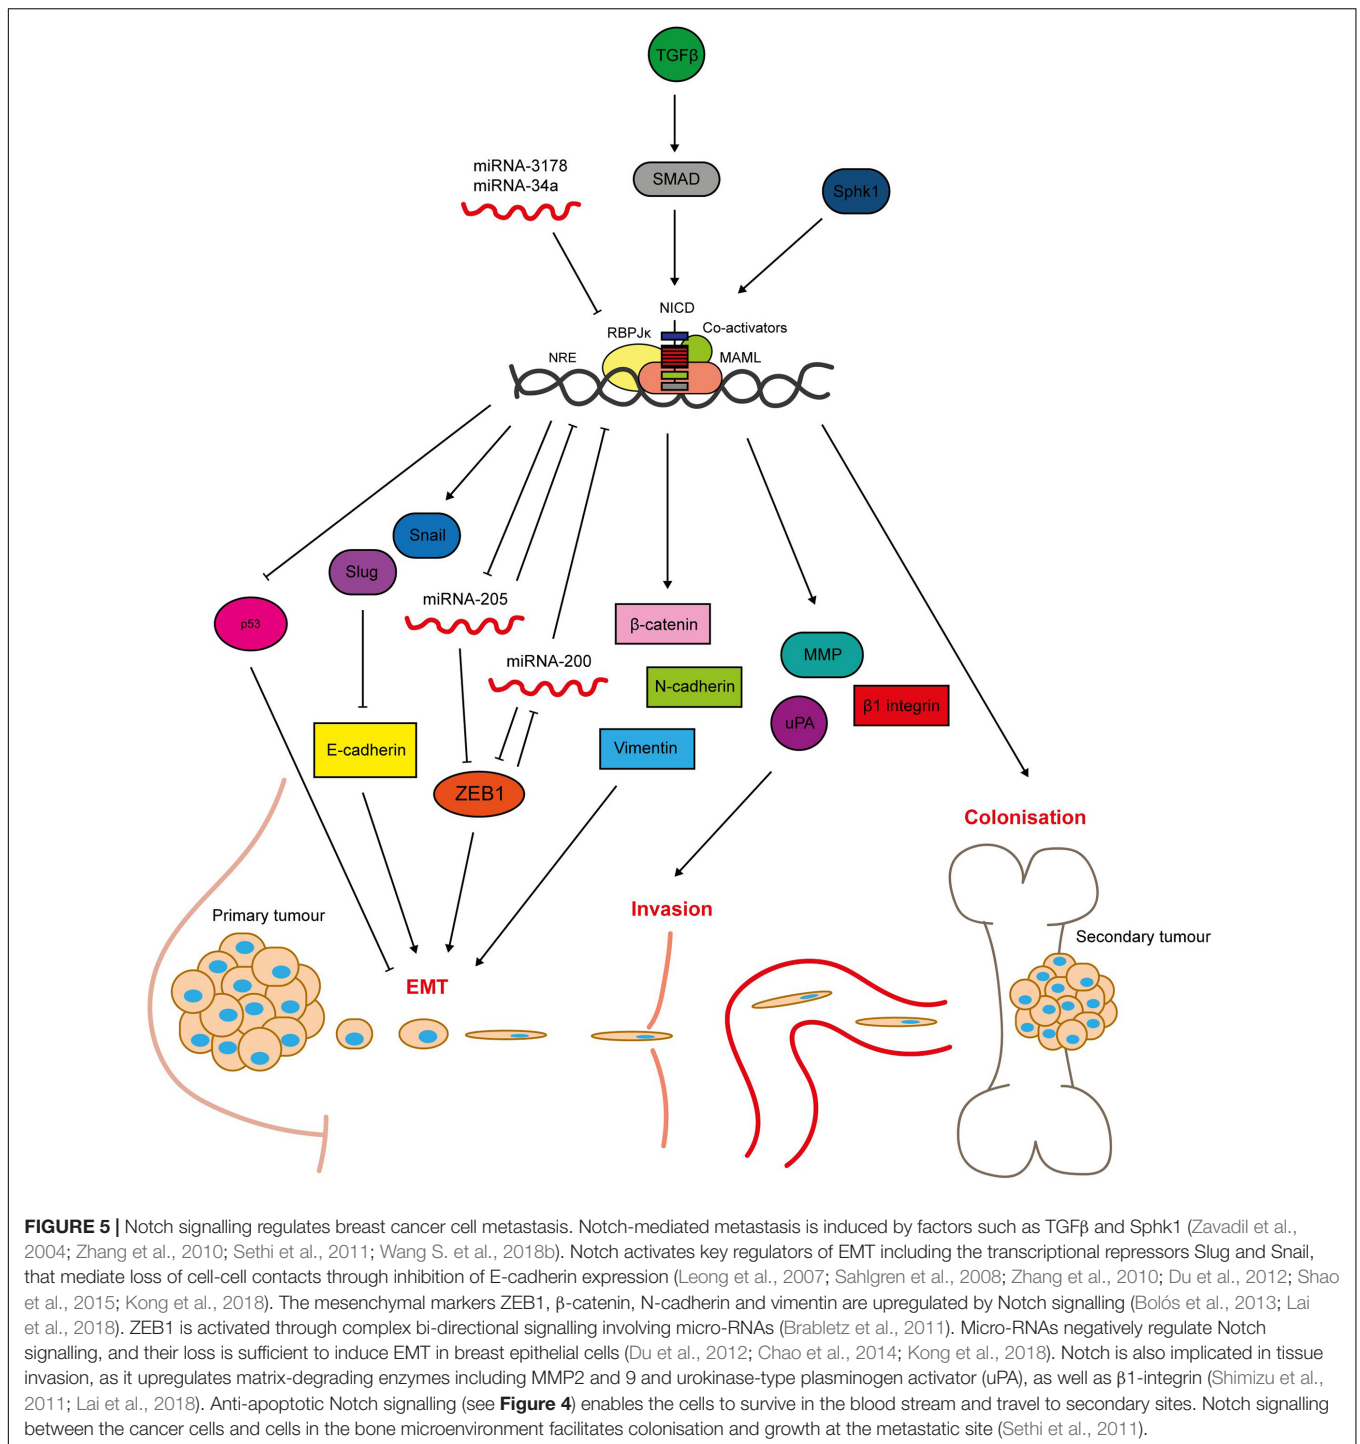 TGFβ
miRNA-3178
miRNA-34a
SMAD
Sphk1
NICD
RBPJκ
Co-activators
NRE
MAML
Snail
Slug
p53
miRNA-205
β-catenin
miRNA-200
MMP
N-cadherin
β1 integrin
uPA
E-cadherin
Vimentin
ZEB1
Colonisation
Invasion
Primary tumour
Secondary tumour
EMT
FIGURE 5 | Notch signalling regulates breast cancer cell metastasis. Notch-mediated metastasis is induced by factors such as TGFβ and Sphk1 (Zavadil et al.,
2004; Zhang et al., 2010; Sethi et al., 2011; Wang S. et al., 2018b). Notch activates key regulators of EMT including the transcriptional repressors Slug and Snail,
that mediate loss of cell-cell contacts through inhibition of E-cadherin expression (Leong et al., 2007; Sahlgren et al., 2008; Zhang et al., 2010; Du et al., 2012; Shao
et al., 2015; Kong et al., 2018). The mesenchymal markers ZEB1, β-catenin, N-cadherin and vimentin are upregulated by Notch signalling (Bolós et al., 2013; Lai
et al., 2018). ZEB1 is activated through complex bi-directional signalling involving micro-RNAs (Brabletz et al., 2011). Micro-RNAs negatively regulate Notch
signalling, and their loss is sufficient to induce EMT in breast epithelial cells (Du et al., 2012; Chao et al., 2014; Kong et al., 2018). Notch is also implicated in tissue
invasion, as it upregulates matrix-degrading enzymes including MMP2 and 9 and urokinase-type plasminogen activator (uPA), as well as β1-integrin (Shimizu et al.,
2011; Lai et al., 2018). Anti-apoptotic Notch signalling (see Figure 4) enables the cells to survive in the blood stream and travel to secondary sites. Notch signalling
between the cancer cells and cells in the bone microenvironment facilitates colonisation and growth at the metastatic site (Sethi et al., 2011).